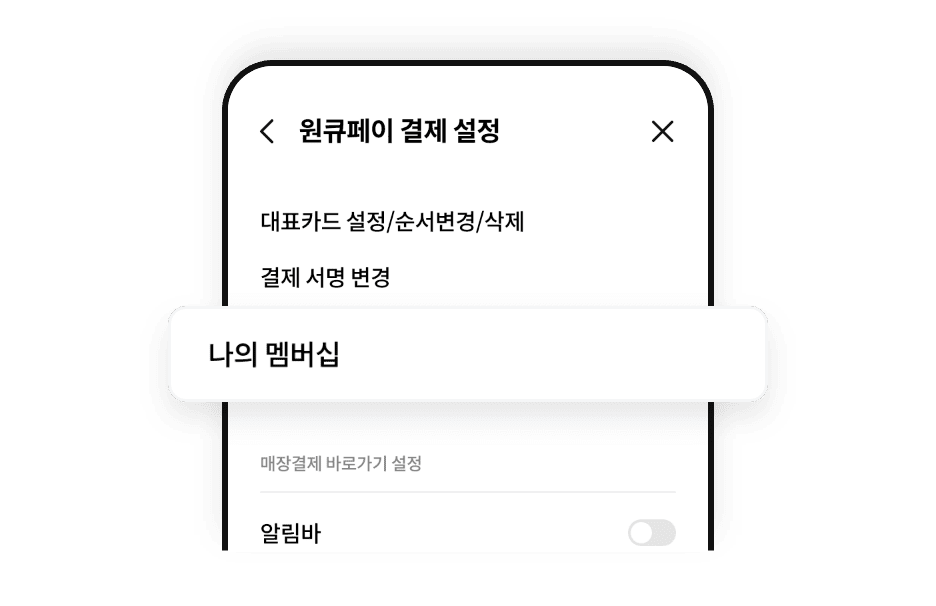 원큐페이 결제 설정
대표카드 설정/순서변경/삭제
결제 서명 변경
나의 멤버십
매장결제 바로가기 설정
알림바